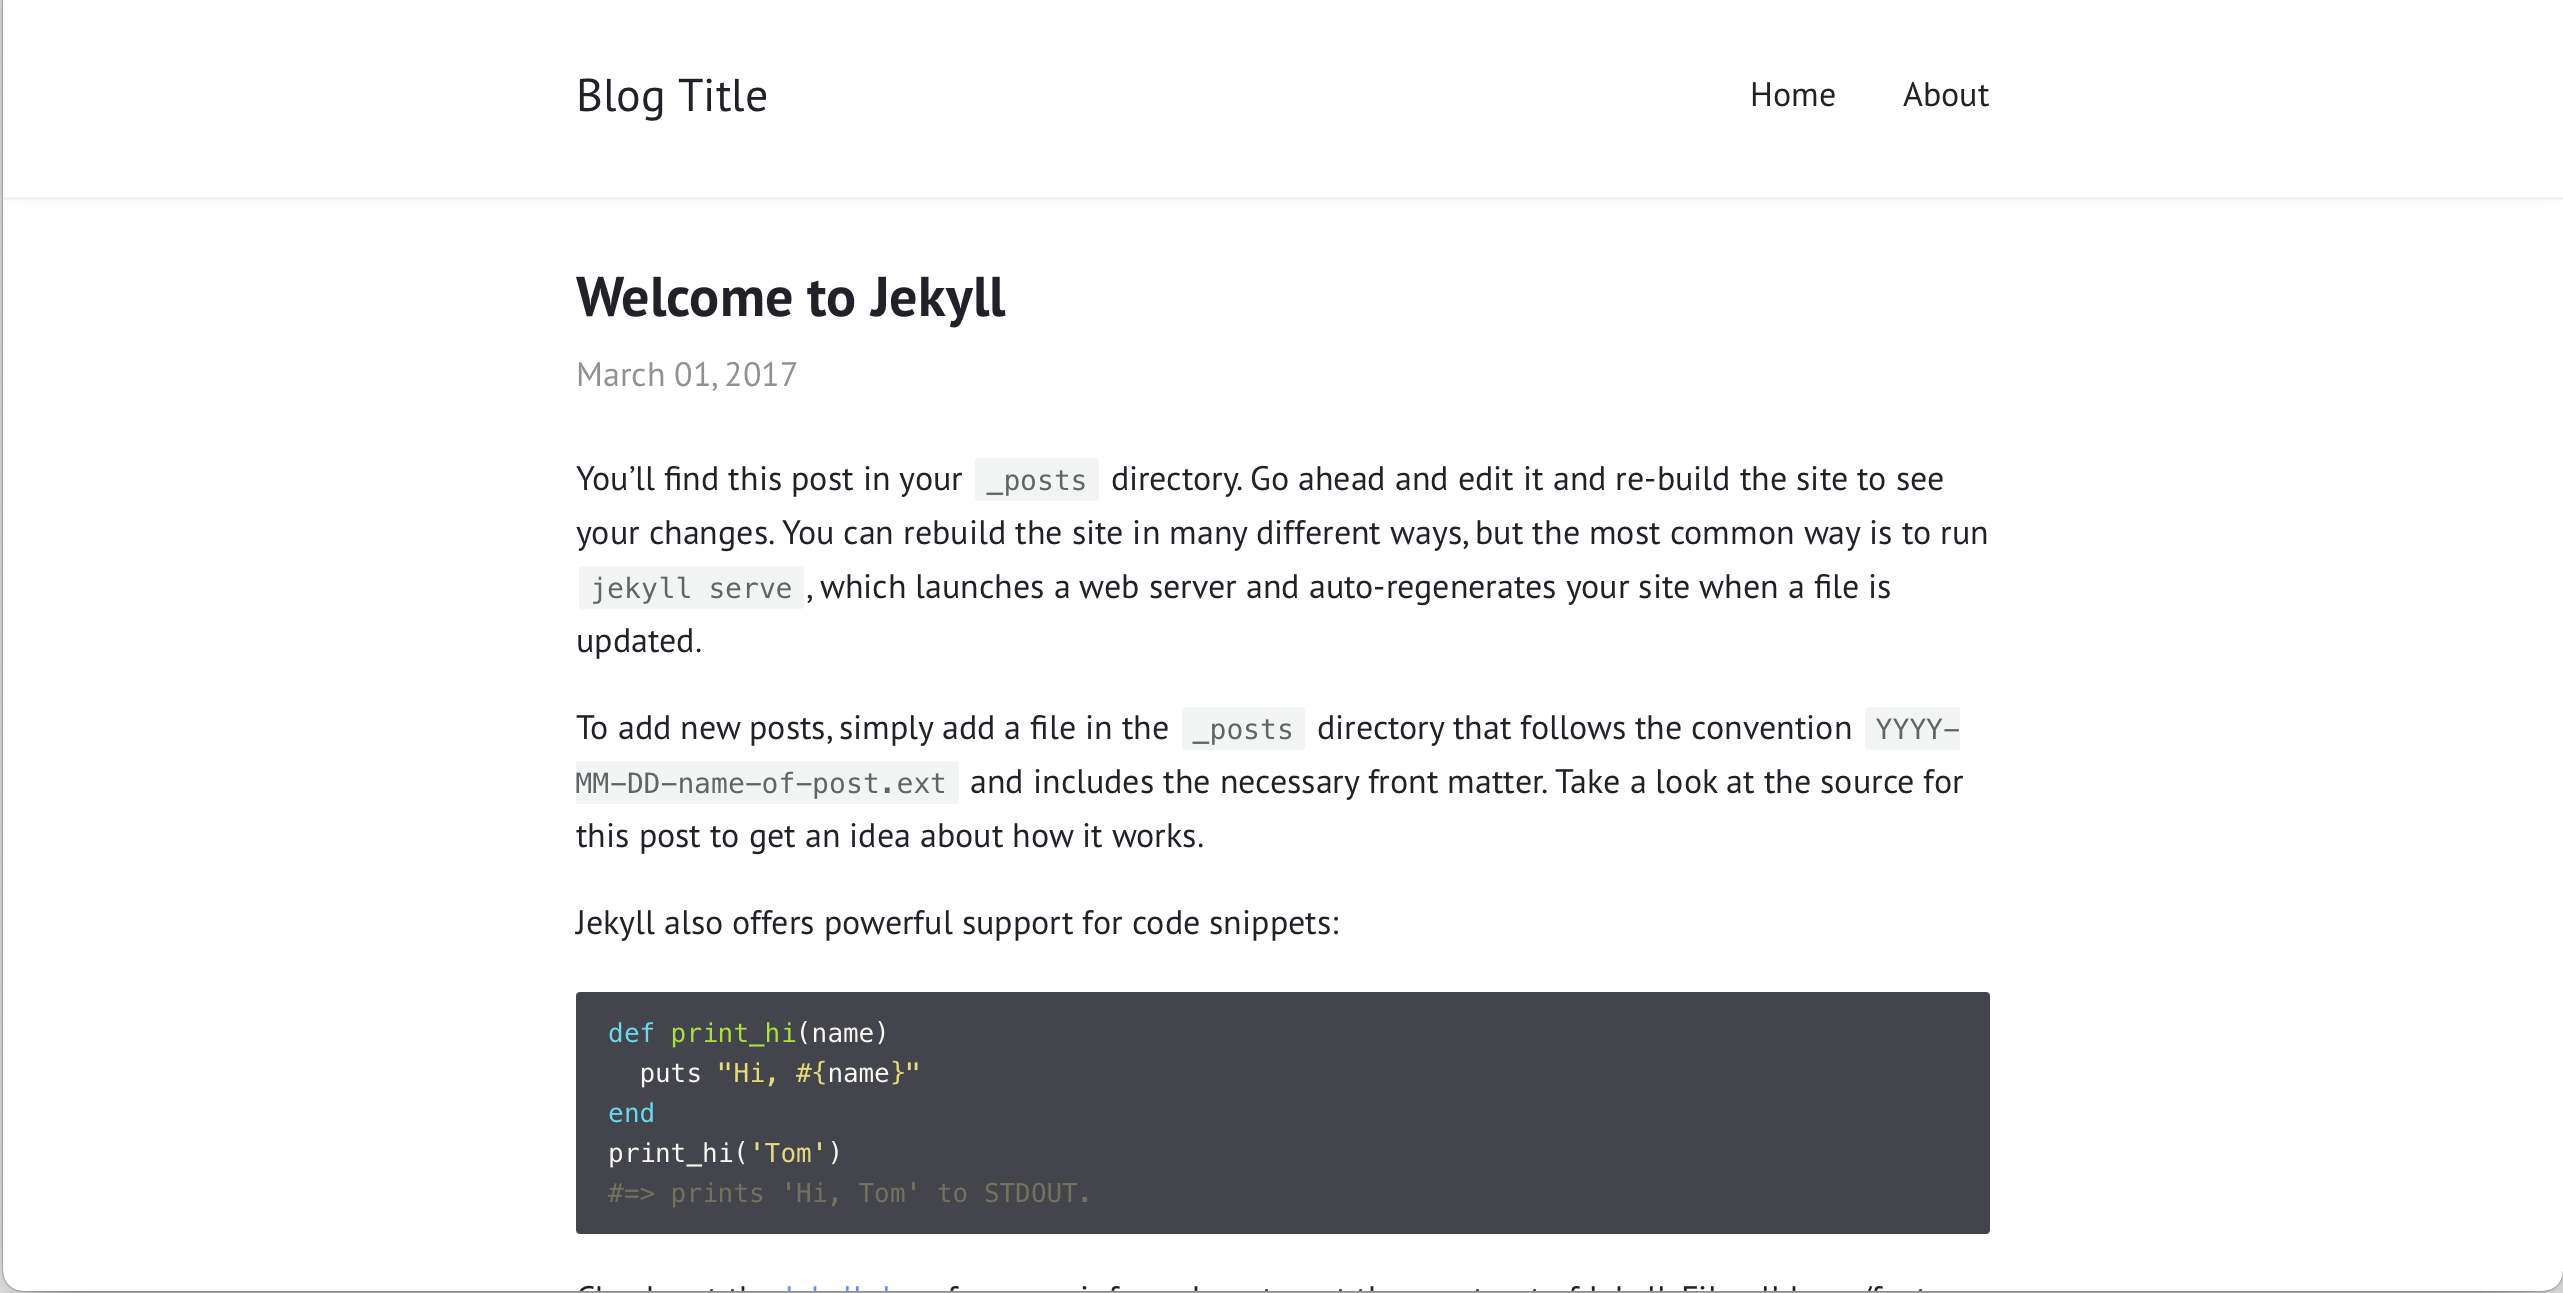 Blog Title
Home About
Welcome to Jekyll
March 01, 2017
You’ll find this post in your _posts directory. Go ahead and edit it and re-build the site to see
your changes. You can rebuild the site in many different ways, but the most common way is to run
jekyll serve, which launches a web server and auto-regenerates your site when a file is
updated.
To add new posts, simply add a file in the _posts directory that follows the convention YYYY-
MM-DD-name-of-post.ext and includes the necessary front matter. Take a look at the source for
this post to get an idea about how it works.
Jekyll also offers powerful support for code snippets:
def print_hi(name)
  puts "Hi, #{name}"
end
print_hi('Tom')
#=> prints 'Hi, Tom' to STDOUT.